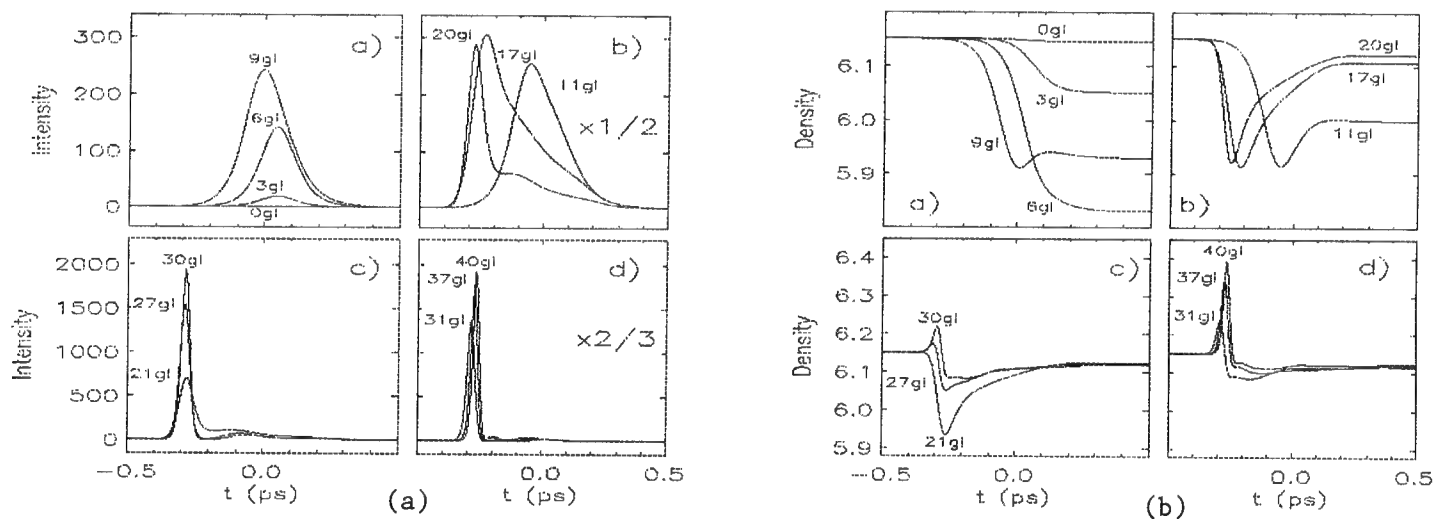 300
200
100
0
Intensity
a)
9gl
6gl
3gl
0gl
b)
20gl
17gl
11gl
×1/2
2000
1500
1000
500
0
Intensity
c)
30gl
27gl
21gl
d)
40gl
37gl
31gl
×2/3
−0.5
0.0
0.0
0.5
t (ps)
t (ps)
(a)
6.1
6.0
5.9
Density
a)
0gl
3gl
9gl
6gl
b)
20gl
17gl
11gl
6.4
6.3
6.2
6.1
6.0
5.9
Density
c)
30gl
27gl
21gl
d)
40gl
37gl
31gl
−0.5
0.0
0.0
0.5
t (ps)
t (ps)
(b)